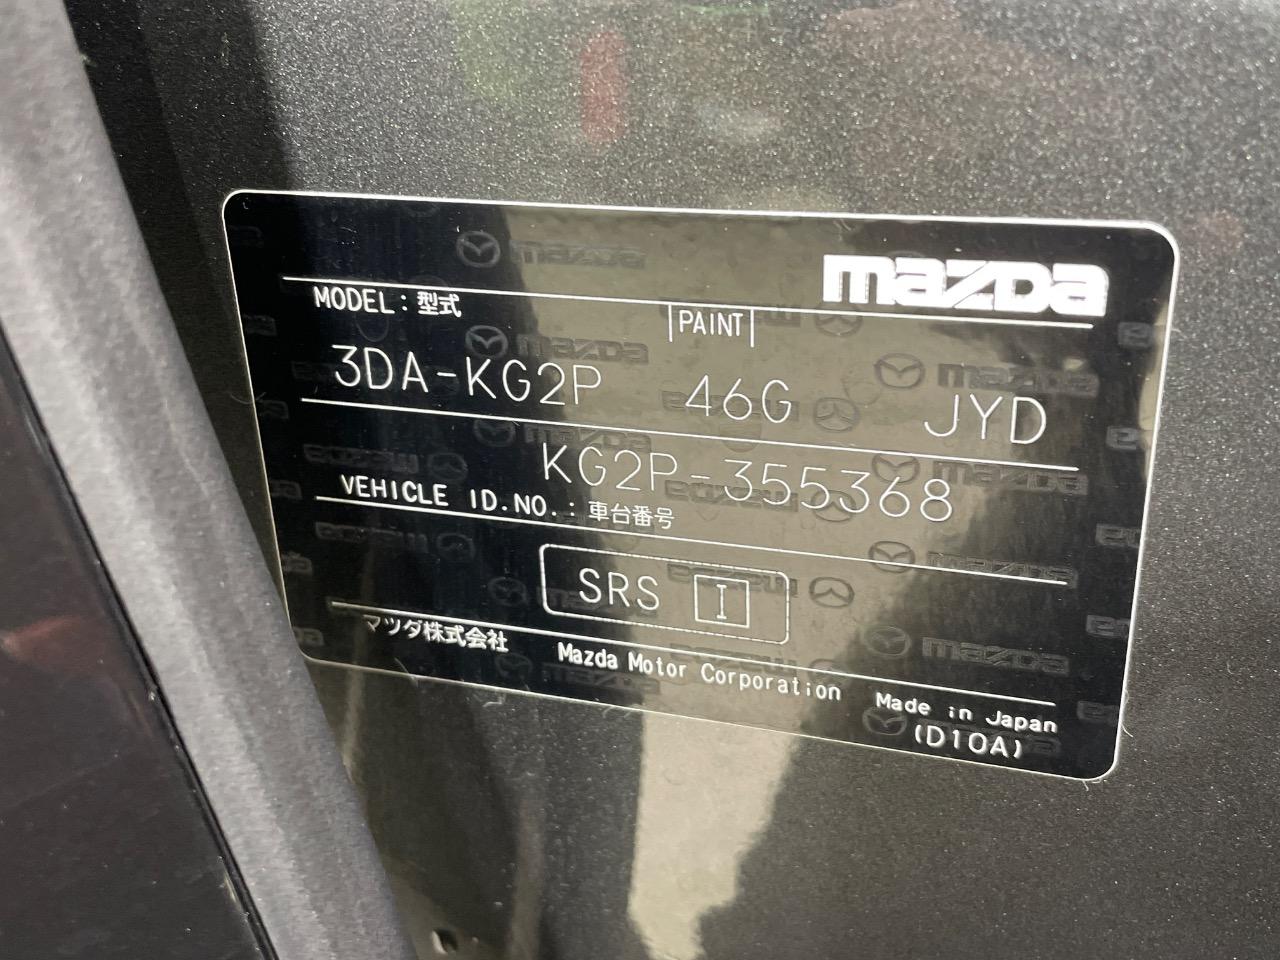 mazda
MODEL：型式 PAINT
3DA-KG2P 46G JYD
KG2P-355368
VEHICLE ID.NO.：車台番号
SRS I
マツダ株式会社 Mazda Motor Corporation Made in Japan
(D10A)